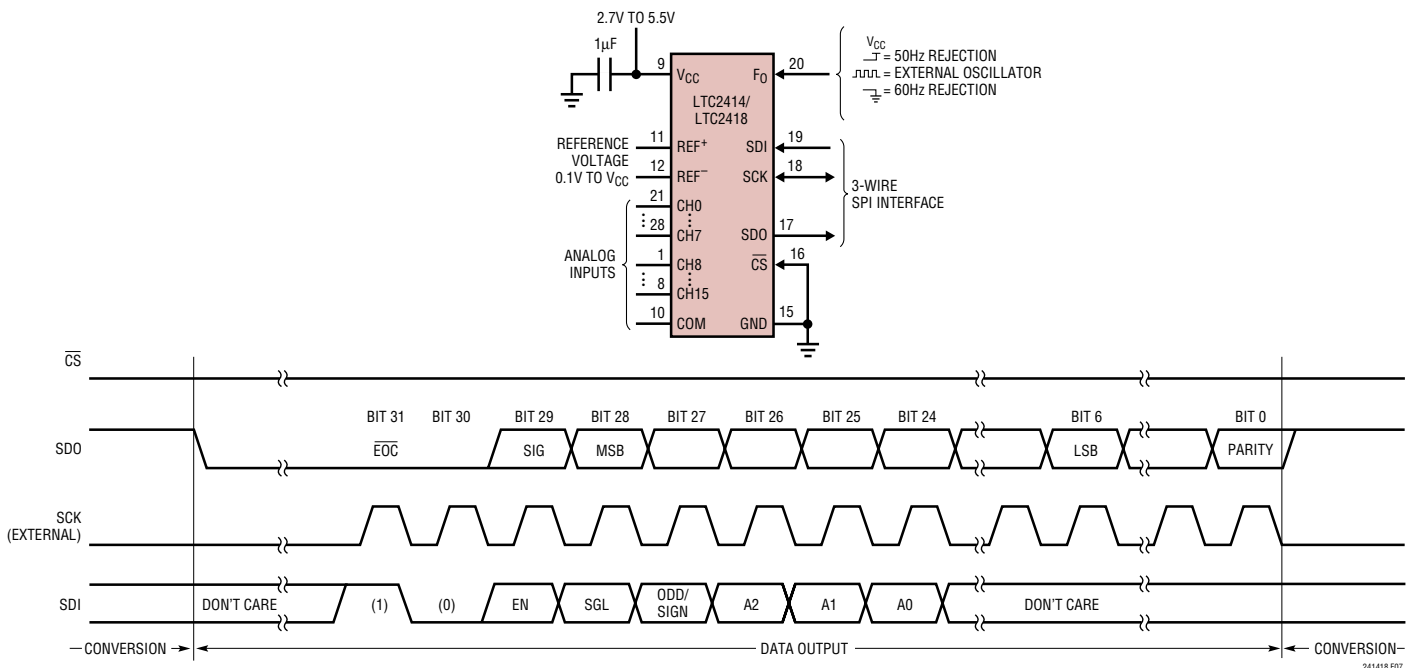 2.7V TO 5.5V
1µF
9
VCC
FO
20
VCC
= 50Hz REJECTION
= EXTERNAL OSCILLATOR
= 60Hz REJECTION
LTC2414/
LTC2418
REFERENCE
VOLTAGE
0.1V TO VCC
11
REF+
12
REF–
SDI
19
SCK
18
3-WIRE
SPI INTERFACE
SDO
17
CS
16
GND
15
ANALOG
INPUTS
21
CH0
28
CH7
1
CH8
8
CH15
10
COM
CS
BIT 31 BIT 30 BIT 29 BIT 28 BIT 27 BIT 26 BIT 25 BIT 24 BIT 6 BIT 0
SDO EOC SIG MSB LSB PARITY
SCK
(EXTERNAL)
SDI DON'T CARE (1) (0) EN SGL ODD/
SIGN A2 A1 A0 DON'T CARE
CONVERSION DATA OUTPUT CONVERSION
241418 F07